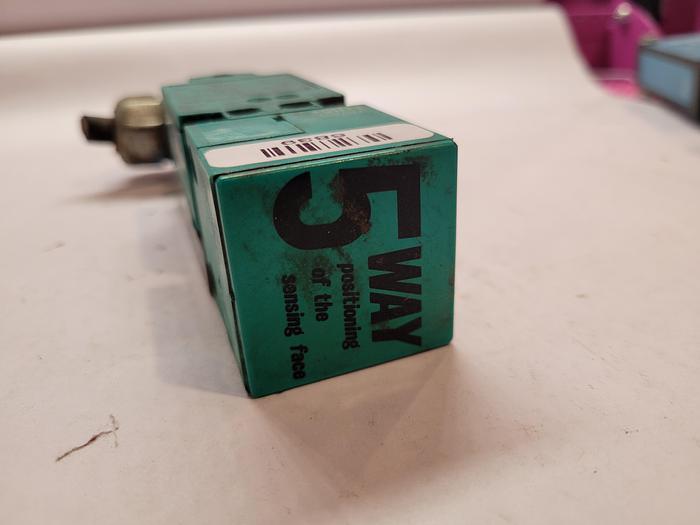 5 WAY
positioning
of the
sensing face